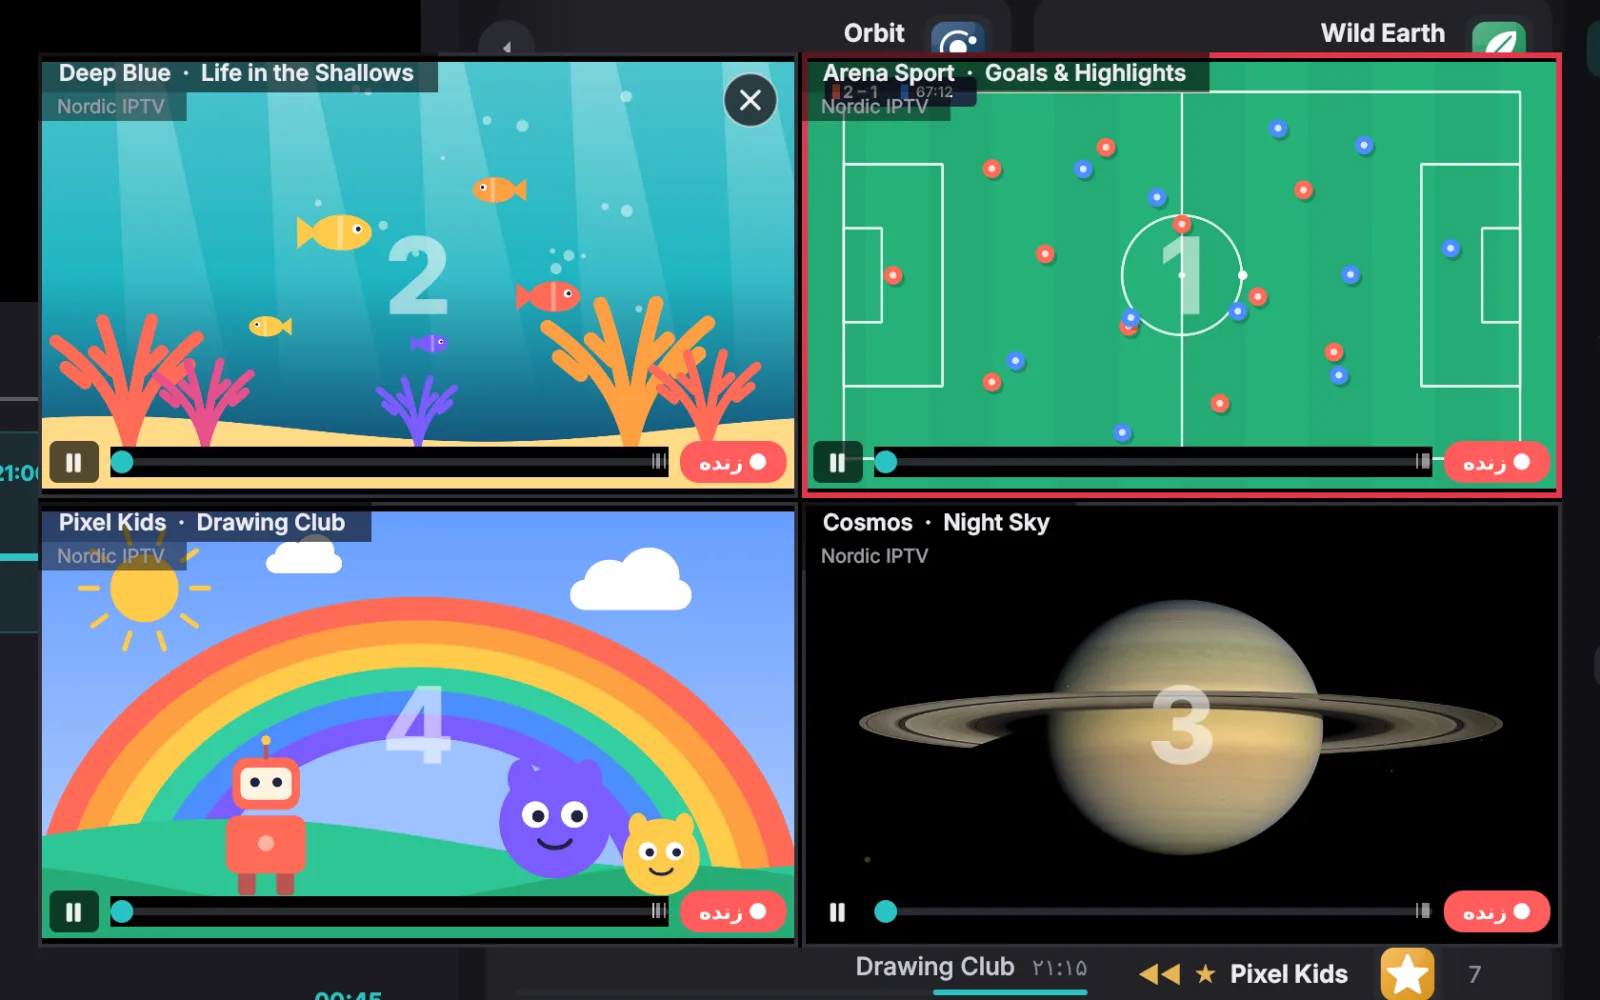 Orbit
Wild Earth
Deep Blue · Life in the Shallows
Nordic IPTV
2
زنده
Arena Sport · Goals & Highlights
2 – 1 67:12
Nordic IPTV
1
زنده
Pixel Kids · Drawing Club
Nordic IPTV
4
زنده
Cosmos · Night Sky
Nordic IPTV
3
زنده
Drawing Club ۲۱:۱۵
Pixel Kids 7